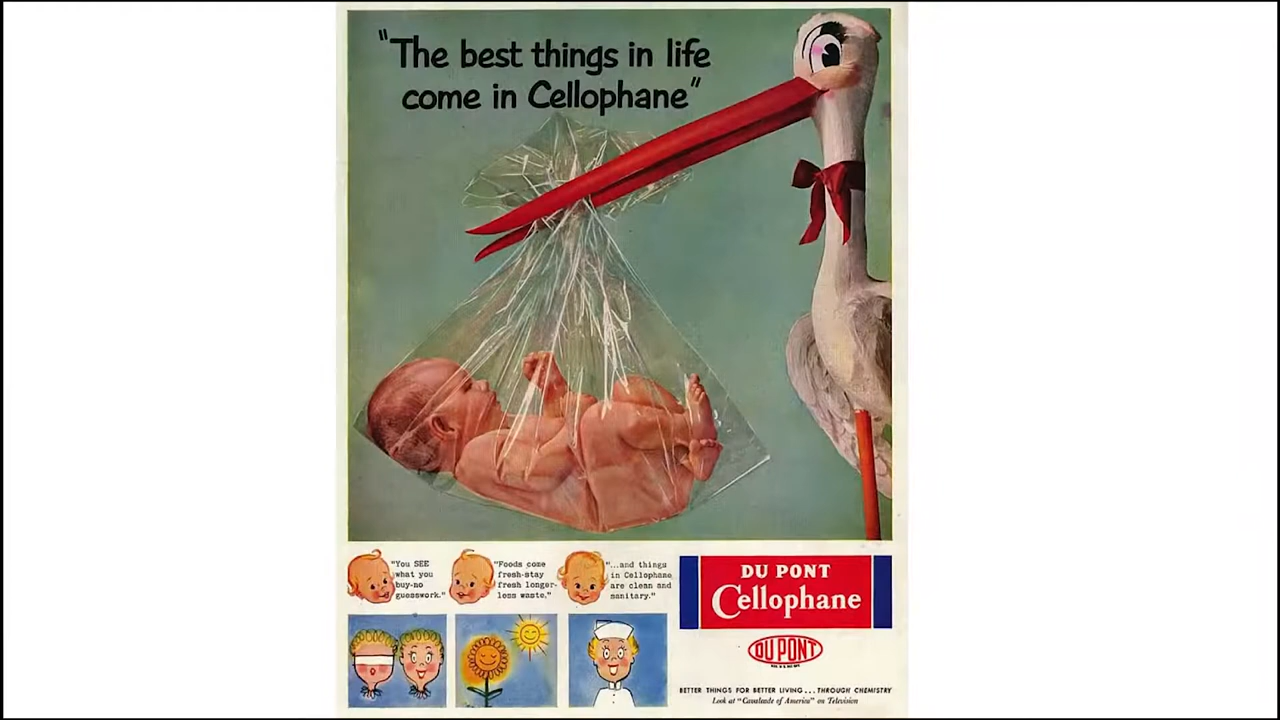 "The best things in life
come in Cellophane"
"You SEE
what you
buy-no
guesswork."
"Foods come
fresh-stay
fresh longer-
less waste."
"...and things
in Cellophane
are clean and
sanitary."
DU PONT
Cellophane
DU PONT
BETTER THINGS FOR BETTER LIVING...THROUGH CHEMISTRY
Look at "Cavalcade of America" on Television